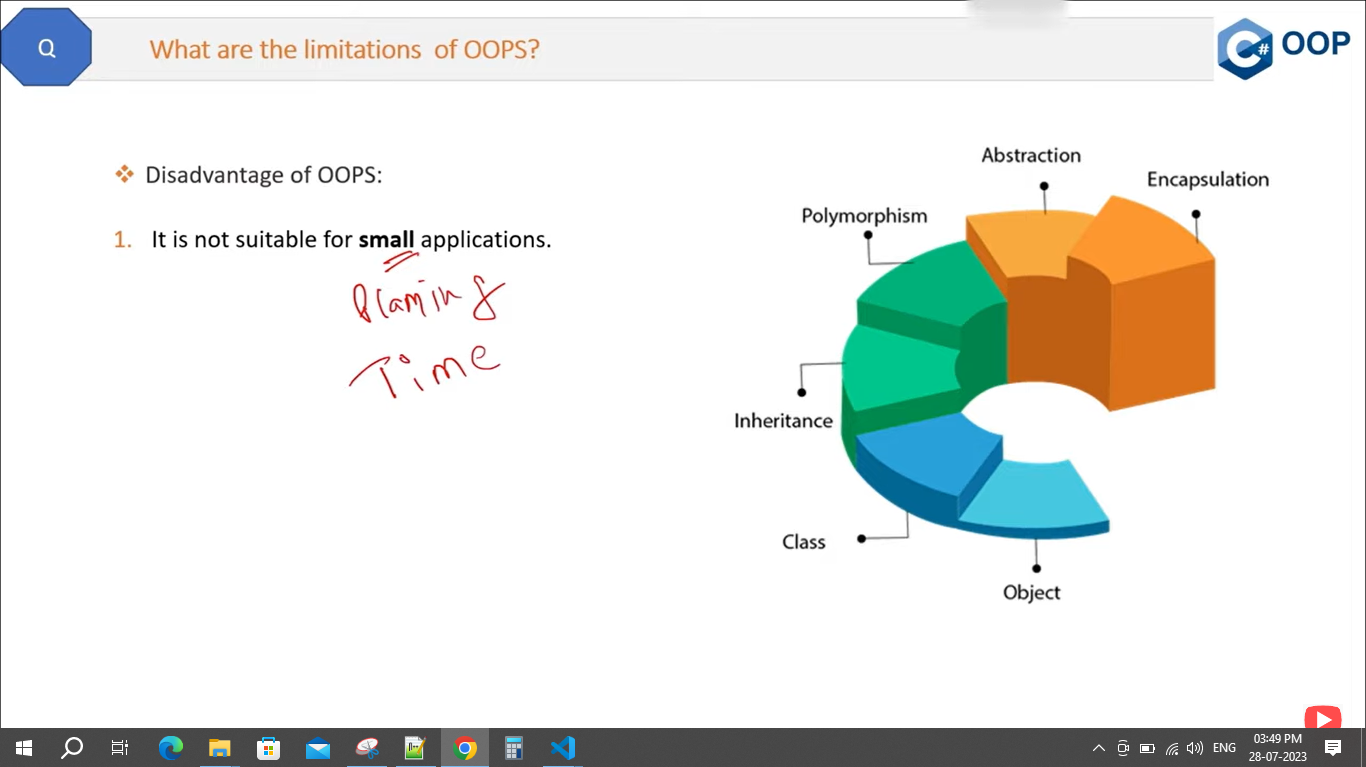 Q
What are the limitations of OOPS?
C# OOP
Disadvantage of OOPS:
1. It is not suitable for small applications.
Planing
Time
Abstraction
Encapsulation
Polymorphism
Inheritance
Class
Object
ENG
03:49 PM
28-07-2023